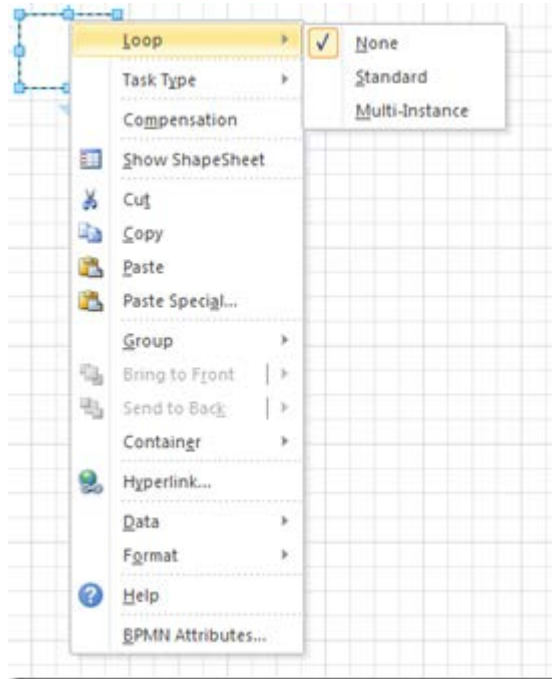 Loop
None
Standard
Multi-Instance
Task Type
Compensation
Show ShapeSheet
Cut
Copy
Paste
Paste Special...
Group
Bring to Front
Send to Back
Container
Hyperlink...
Data
Format
Help
BPMN Attributes...